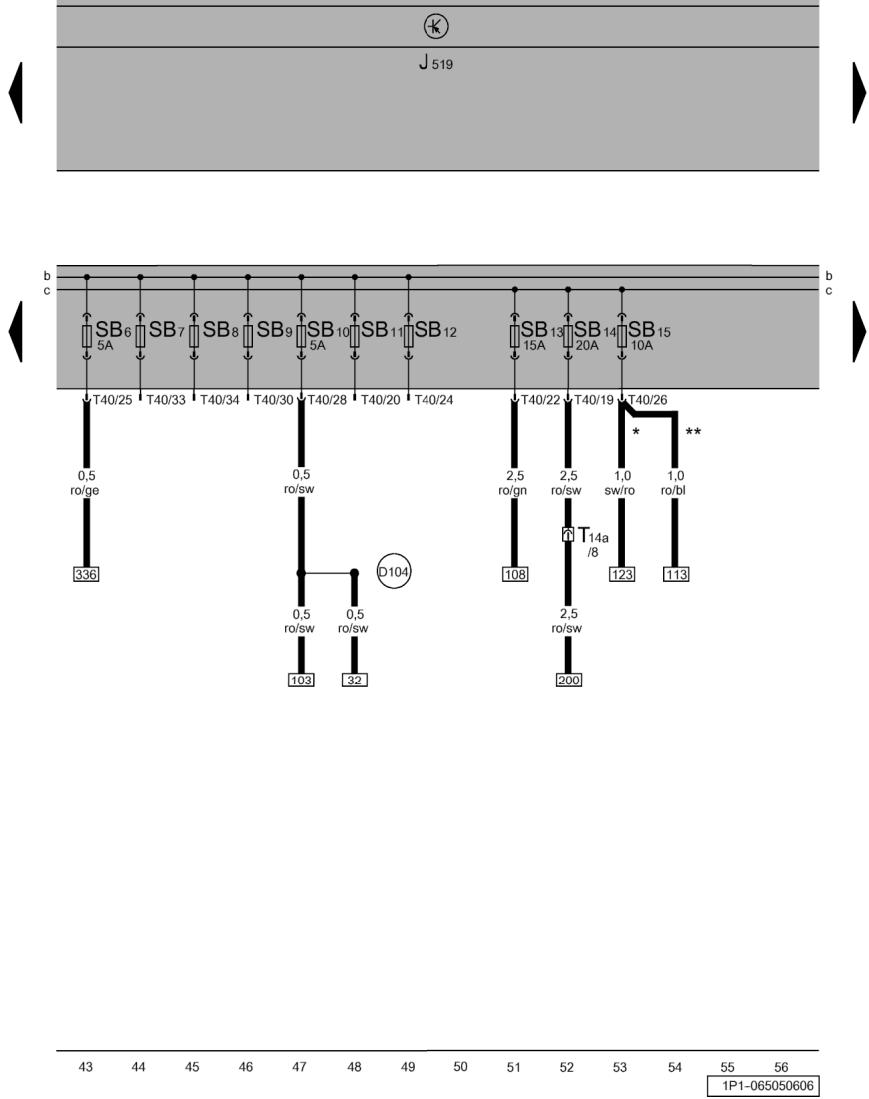 J 519
b b
c c
SB6 SB7 SB8 SB9 SB10 SB11 SB12 SB13 SB14 SB15
5A 5A 15A 20A 10A
T40/25 T40/33 T40/34 T40/30 T40/28 T40/20 T40/24 T40/22 T40/19 T40/26
* **
0,5 0,5 2,5 2,5 1,0 1,0
ro/ge ro/sw ro/gn ro/sw sw/ro ro/bl
T14a
/8
336 D104 108 123 113
0,5 0,5 2,5
ro/sw ro/sw ro/sw
103 32 200
43 44 45 46 47 48 49 50 51 52 53 54 55 56
1P1-065050606